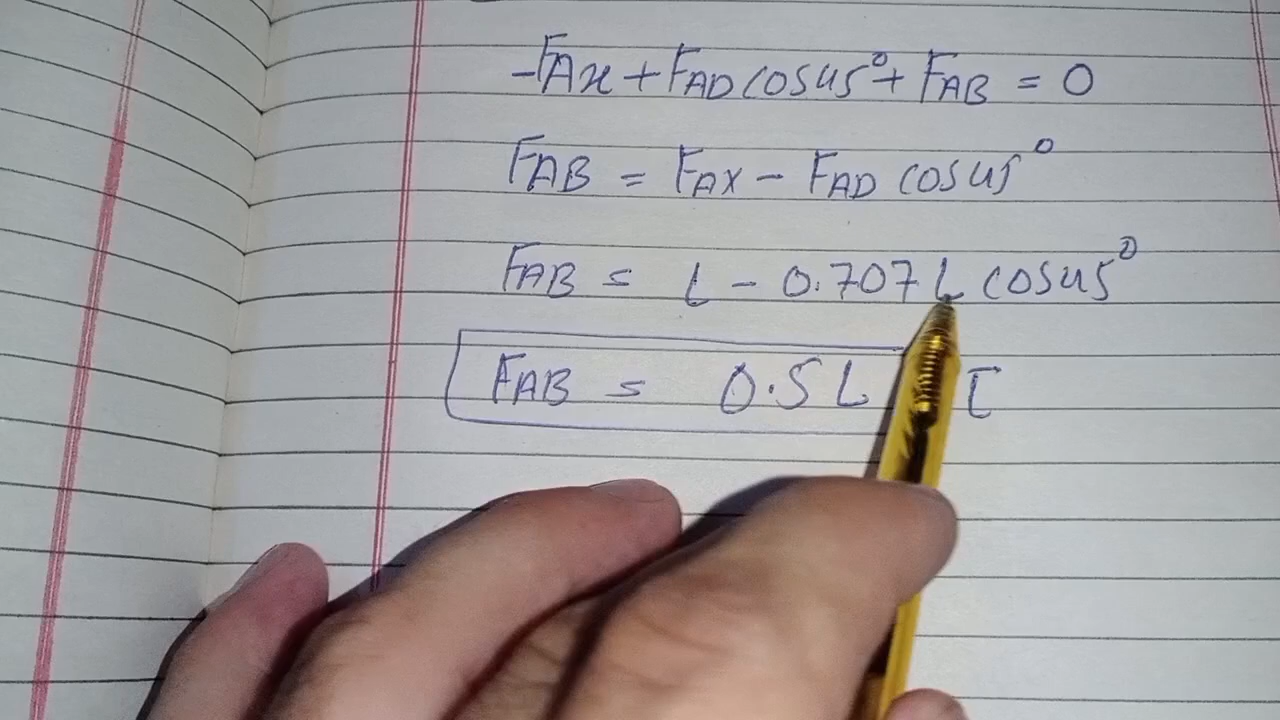 -FAx + FAD cos45° + FAB = 0
FAB = FAX - FAD cos45°
FAB = L - 0.707 L cos45°
FAB = 0.5 L